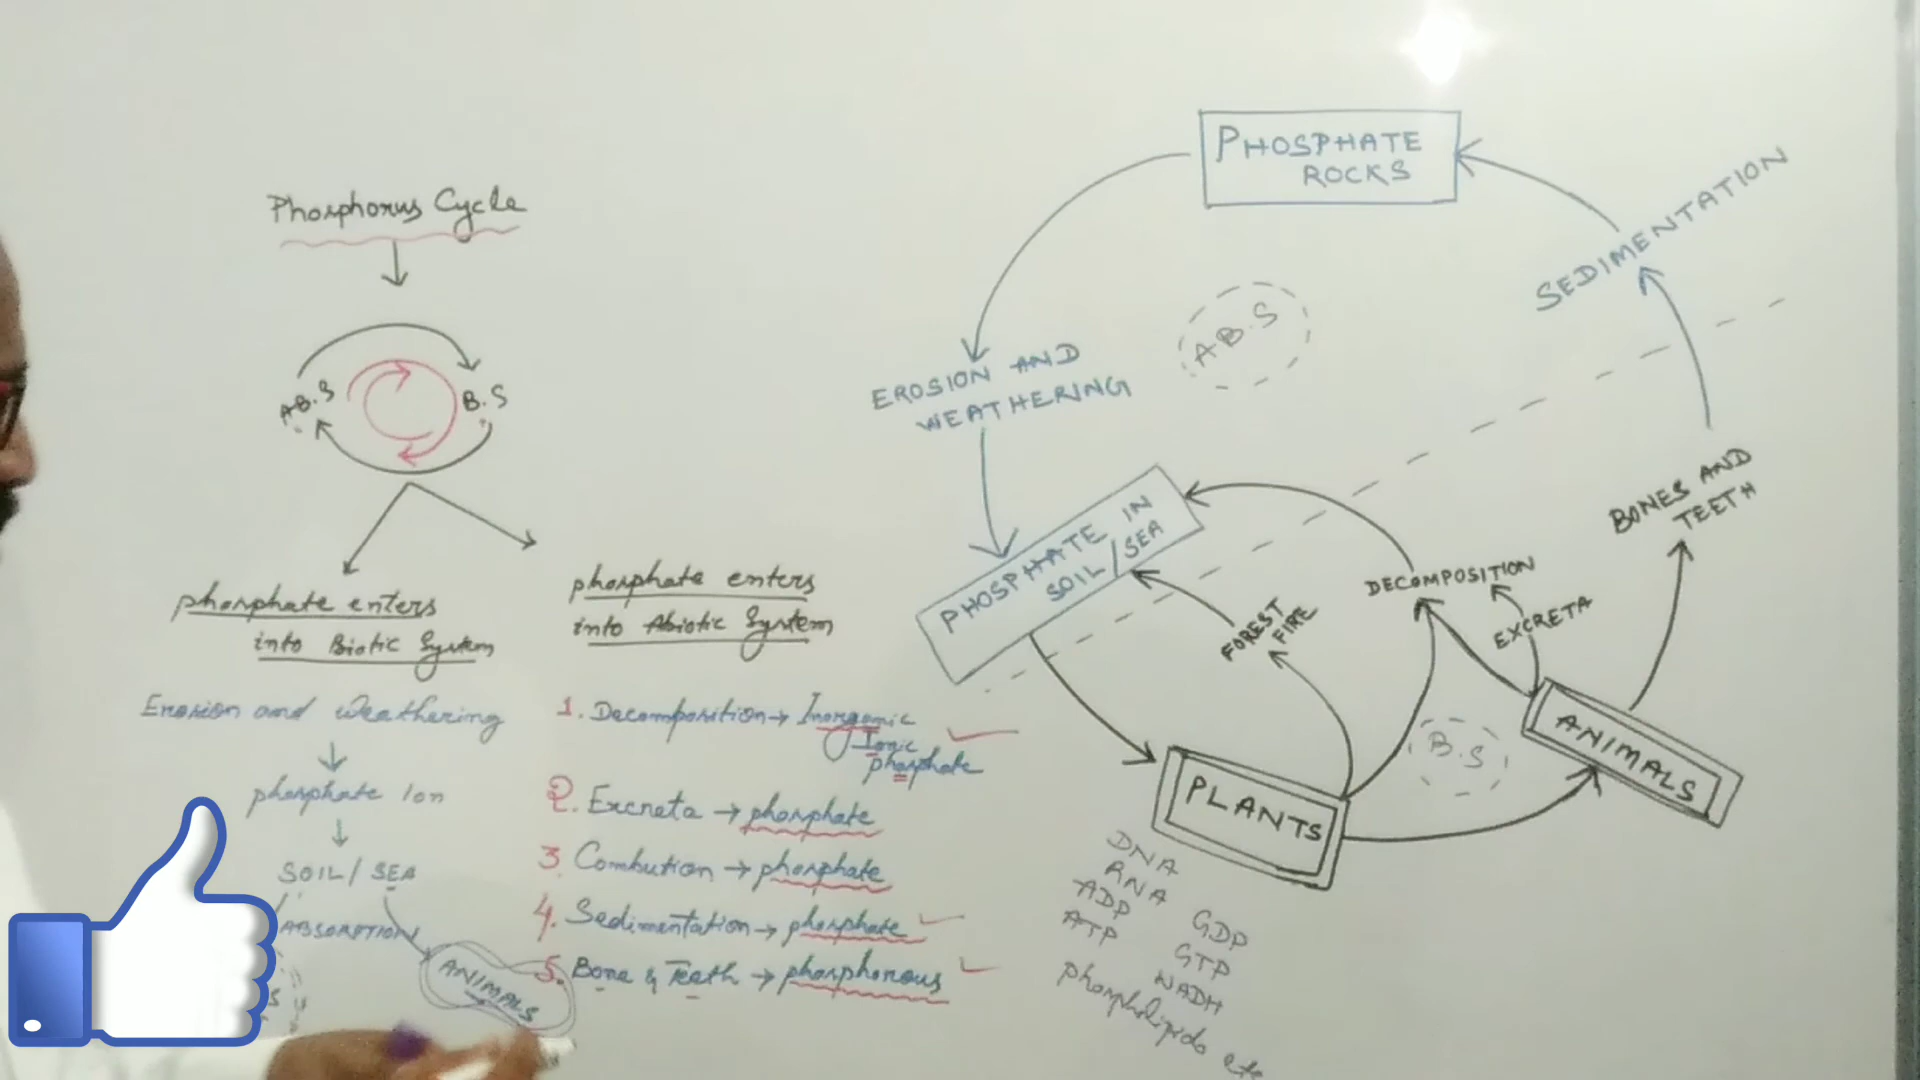 Phosphorus Cycle
A.B.S
B.S
phosphate enters
into Biotic System
Erosion and weathering
phosphate Ion
SOIL/SEA
ABSORPTION
ANIMALS
phosphate enters
into Abiotic System
1. Decomposition → Inorganic
Ionic
phosphate
2. Excreta → phosphate
3. Combution → phosphate
4. Sedimentation → phosphate
5. Bone & Teeth → phosphorous
PHOSPHATE
ROCKS
SEDIMENTATION
A.B.S
EROSION AND
WEATHERING
PHOSPHATE IN
SOIL/SEA
BONES AND
TEETH
DECOMPOSITION
EXCRETA
FOREST
FIRE
B.S
ANIMALS
PLANTS
DNA
RNA
ADP
ATP
GDP
GTP
NADH
phospholipids etc